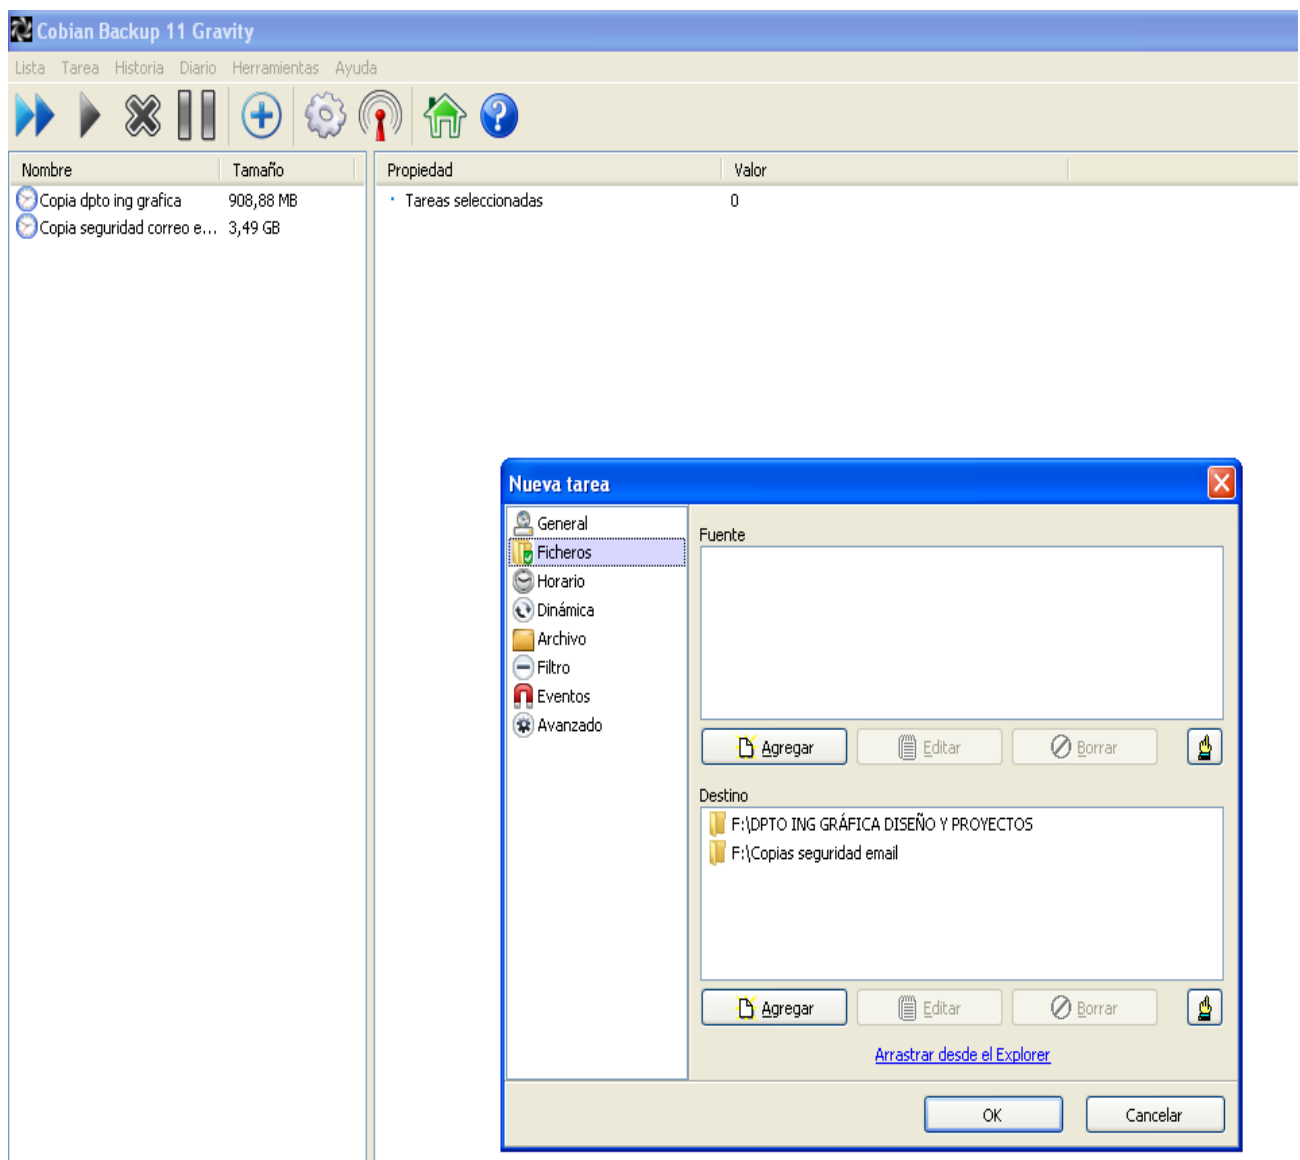 Cobian Backup 11 Gravity
Lista Tarea Historia Diario Herramientas Ayuda
Nombre Tamaño Propiedad Valor
Copia dpto ing grafica 908,88 MB Tareas seleccionadas 0
Copia seguridad correo e... 3,49 GB
Nueva tarea
General
Ficheros
Horario
Dinámica
Archivo
Filtro
Eventos
Avanzado
Fuente
Agregar Editar Borrar
Destino
F:\DPTO ING GRÁFICA DISEÑO Y PROYECTOS
F:\Copias seguridad email
Agregar Editar Borrar
Arrastrar desde el Explorer
OK Cancelar